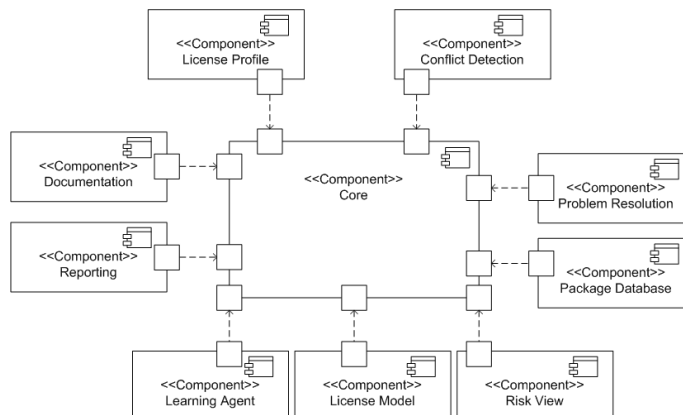 <<Component>>
License Profile
<<Component>>
Conflict Detection
<<Component>>
Documentation
<<Component>>
Core
<<Component>>
Problem Resolution
<<Component>>
Reporting
<<Component>>
Package Database
<<Component>>
Learning Agent
<<Component>>
License Model
<<Component>>
Risk View